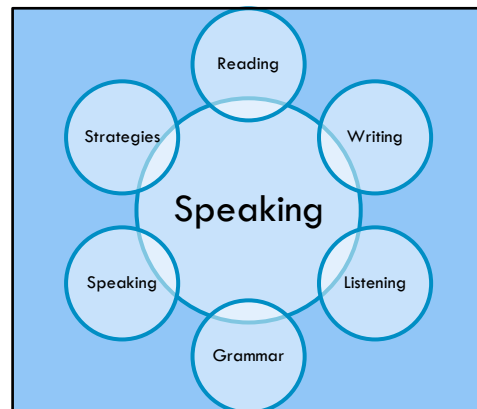 Reading
Strategies
Writing
Speaking
Speaking
Listening
Grammar